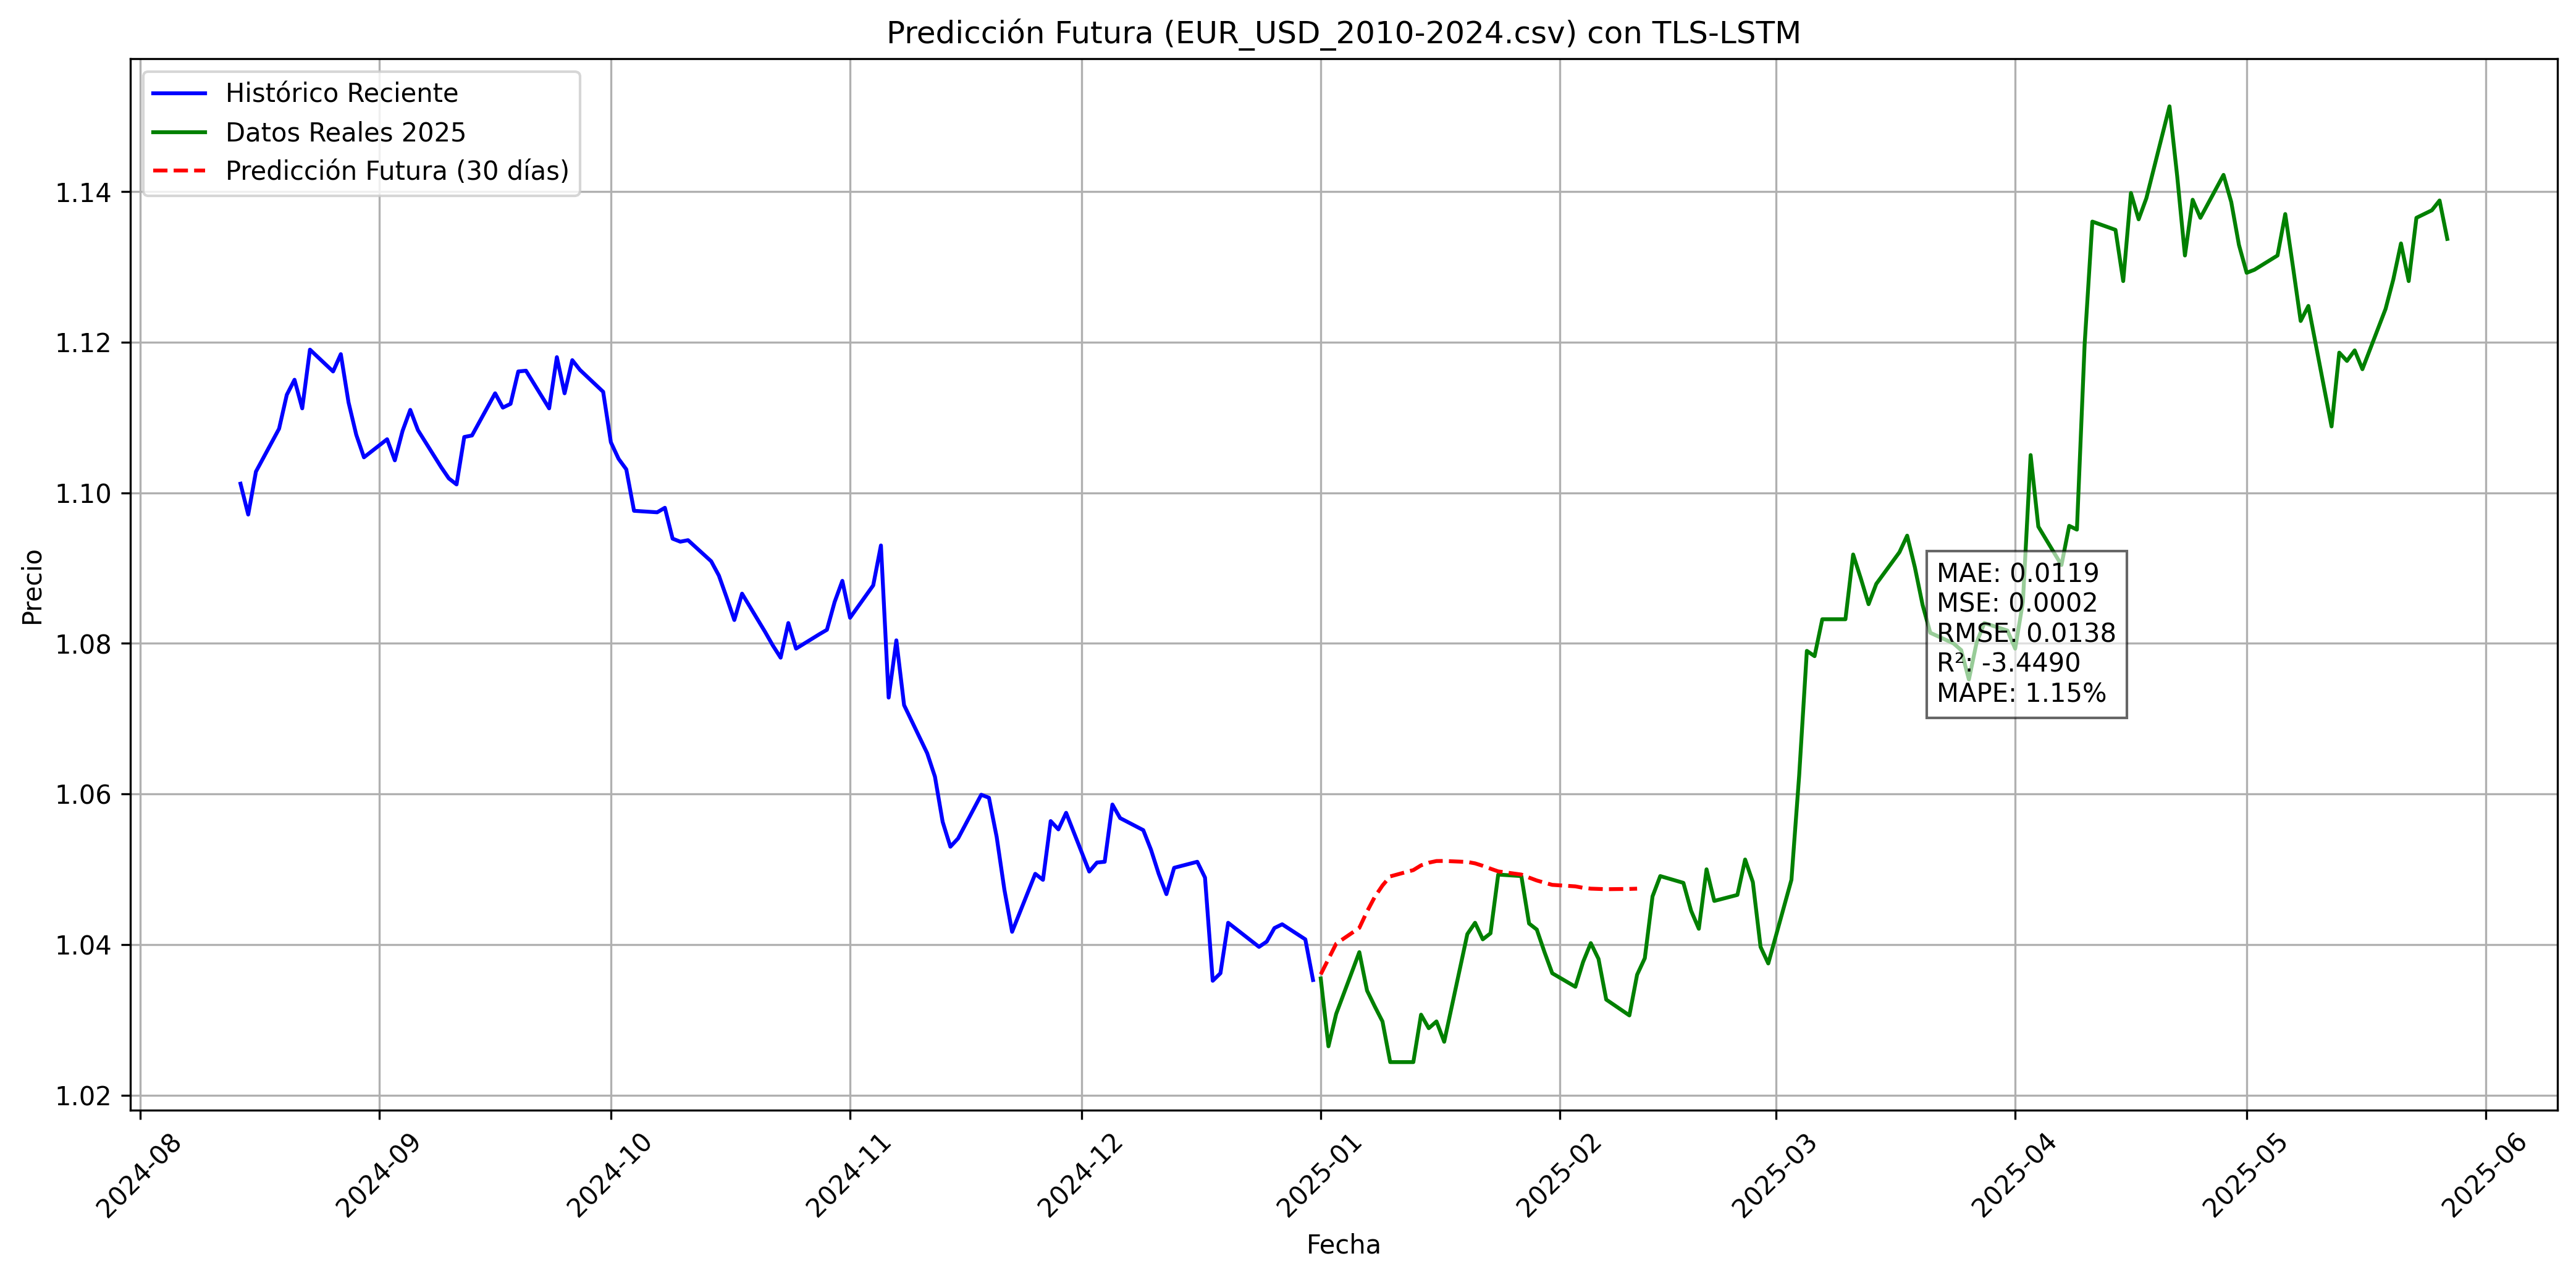 Predicción Futura (EUR_USD_2010-2024.csv) con TLS-LSTM
Histórico Reciente
Datos Reales 2025
Predicción Futura (30 días)
1.14
1.12
1.10
1.08
1.06
1.04
1.02
Precio
MAE: 0.0119
MSE: 0.0002
RMSE: 0.0138
R²: -3.4490
MAPE: 1.15%
2024-08
2024-09
2024-10
2024-11
2024-12
2025-01
2025-02
2025-03
2025-04
2025-05
2025-06
Fecha